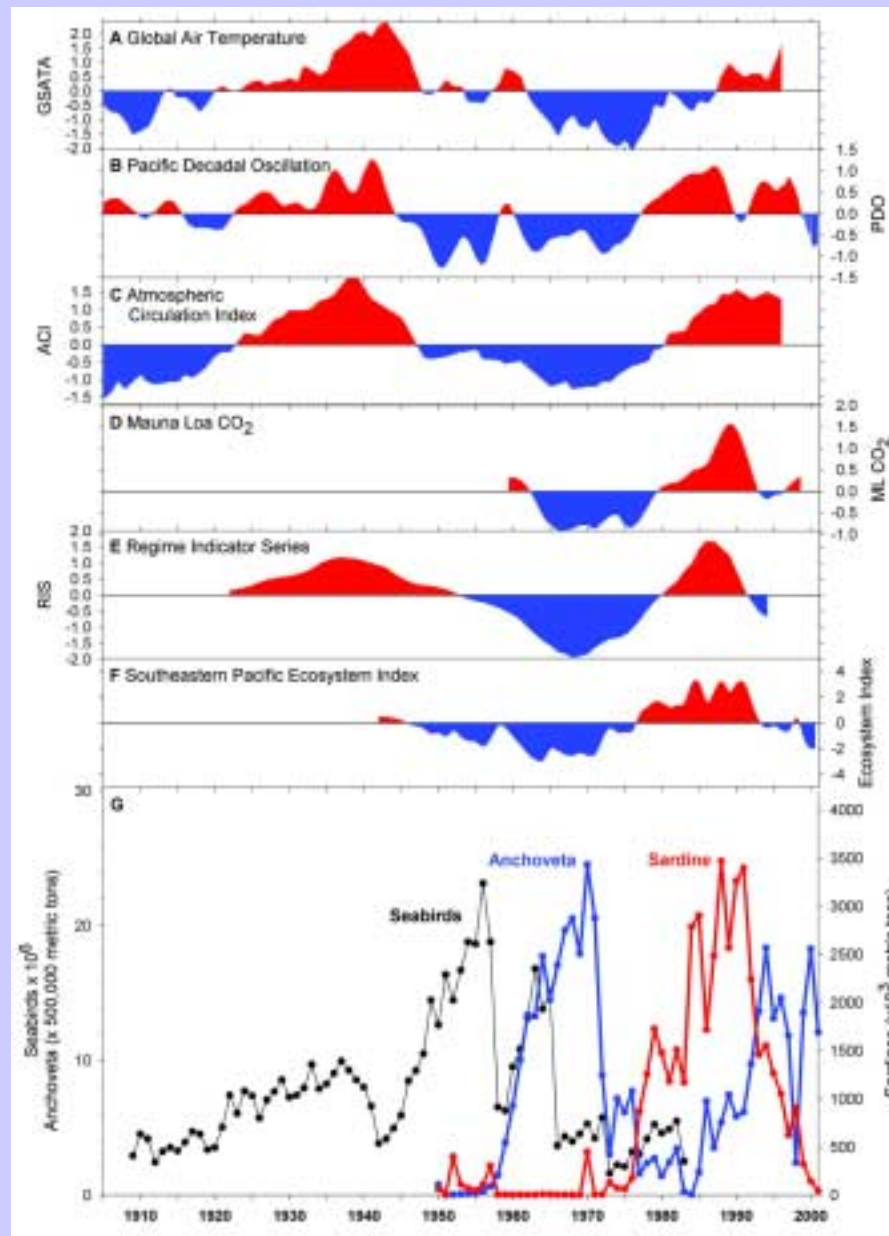 A Global Air Temperature
GSATA
2.0
1.5
1.0
0.5
0.0
-0.5
-1.0
-1.5
-2.0
B Pacific Decadal Oscillation
PDO
1.5
1.0
0.5
0.0
-0.5
-1.0
-1.5
C Atmospheric
Circulation Index
ACI
1.5
1.0
0.5
0.0
-0.5
-1.0
-1.5
D Mauna Loa CO2
ML CO2
2.0
1.5
1.0
0.5
0.0
-0.5
-1.0
E Regime Indicator Series
RIS
2.0
1.5
1.0
0.5
0.0
-0.5
-1.0
-1.5
-2.0
F Southeastern Pacific Ecosystem Index
Ecosystem Index
4
2
0
-2
-4
G
Seabirds x 10^6
Anchoveta (x 500,000 metric tons)
30
20
10
0
Seabirds
Anchoveta
Sardine
4000
3500
3000
2500
2000
1500
1000
500
0
1910 1920 1930 1940 1950 1960 1970 1980 1990 2000